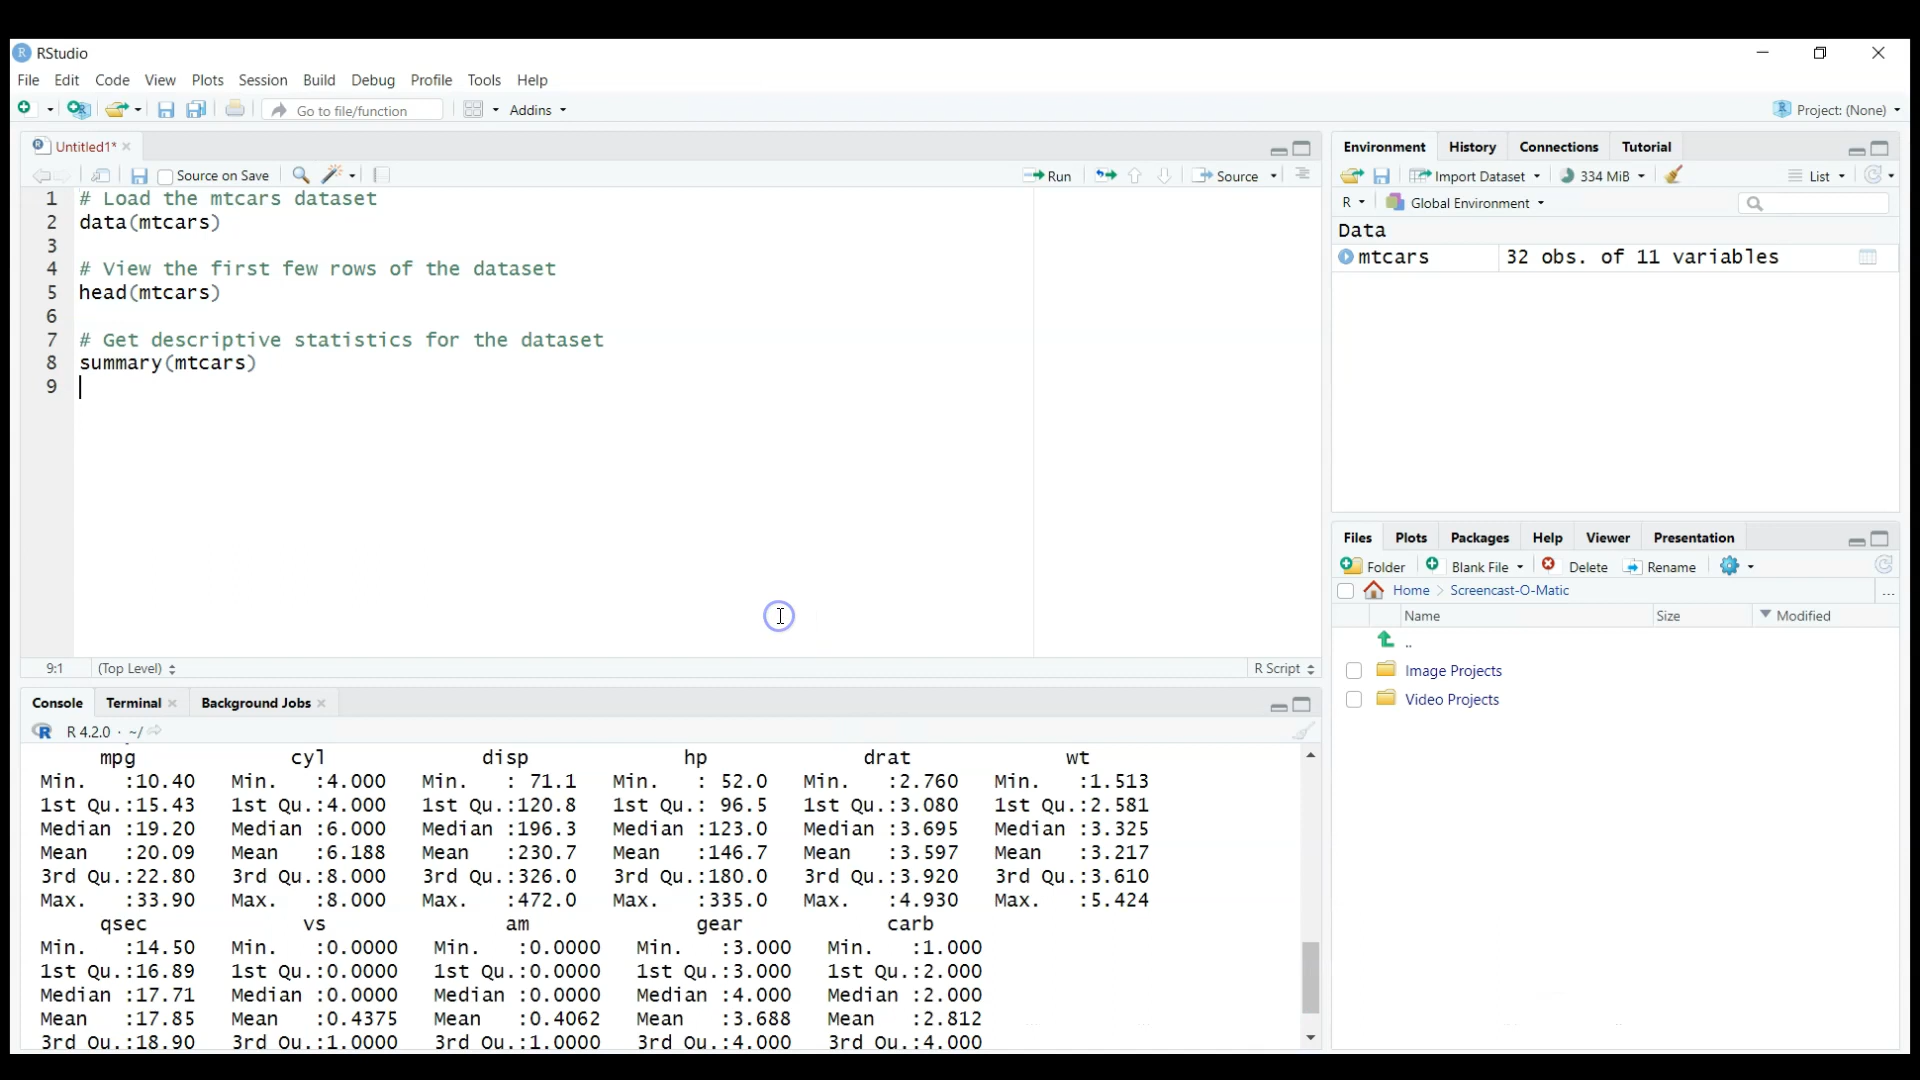 RStudio
File Edit Code View Plots Session Build Debug Profile Tools Help
Go to file/function Addins Project: (None)
Untitled1*
Source on Save Run Source
1 # Load the mtcars dataset
2 data(mtcars)
3
4 # View the first few rows of the dataset
5 head(mtcars)
6
7 # Get descriptive statistics for the dataset
8 summary(mtcars)
9
9:1 (Top Level) R Script
Console Terminal Background Jobs
R 4.2.0 · ~/
mpg cyl disp hp drat wt
Min. :10.40 Min. :4.000 Min. : 71.1 Min. : 52.0 Min. :2.760 Min. :1.513
1st Qu.:15.43 1st Qu.:4.000 1st Qu.:120.8 1st Qu.: 96.5 1st Qu.:3.080 1st Qu.:2.581
Median :19.20 Median :6.000 Median :196.3 Median :123.0 Median :3.695 Median :3.325
Mean :20.09 Mean :6.188 Mean :230.7 Mean :146.7 Mean :3.597 Mean :3.217
3rd Qu.:22.80 3rd Qu.:8.000 3rd Qu.:326.0 3rd Qu.:180.0 3rd Qu.:3.920 3rd Qu.:3.610
Max. :33.90 Max. :8.000 Max. :472.0 Max. :335.0 Max. :4.930 Max. :5.424
qsec vs am gear carb
Min. :14.50 Min. :0.0000 Min. :0.0000 Min. :3.000 Min. :1.000
1st Qu.:16.89 1st Qu.:0.0000 1st Qu.:0.0000 1st Qu.:3.000 1st Qu.:2.000
Median :17.71 Median :0.0000 Median :0.0000 Median :4.000 Median :2.000
Mean :17.85 Mean :0.4375 Mean :0.4062 Mean :3.688 Mean :2.812
3rd Qu.:18.90 3rd Qu.:1.0000 3rd Qu.:1.0000 3rd Qu.:4.000 3rd Qu.:4.000
Environment History Connections Tutorial
Import Dataset 334 MiB List
R Global Environment
Data
mtcars 32 obs. of 11 variables
Files Plots Packages Help Viewer Presentation
Folder Blank File Delete Rename
Home Screencast-O-Matic ...
Name Size Modified
..
Image Projects
Video Projects